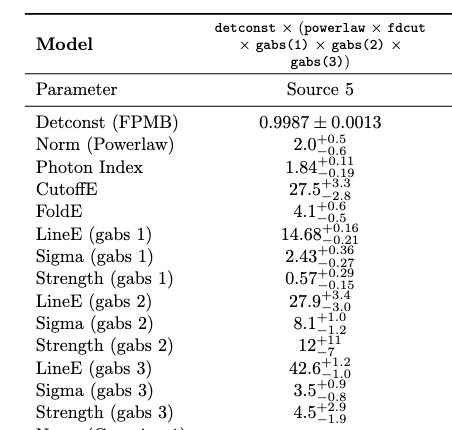 Model detconst × (powerlaw × fdcut
× gabs(1) × gabs(2) ×
gabs(3))
Parameter Source 5
Detconst (FPMB) 0.9987 ± 0.0013
Norm (Powerlaw) 2.0 +0.5 −0.6
Photon Index 1.84 +0.11 −0.19
CutoffE 27.5 +3.3 −2.8
FoldE 4.1 +0.6 −0.5
LineE (gabs 1) 14.68 +0.16 −0.21
Sigma (gabs 1) 2.43 +0.36 −0.27
Strength (gabs 1) 0.57 +0.29 −0.15
LineE (gabs 2) 27.9 +3.4 −3.0
Sigma (gabs 2) 8.1 +1.0 −1.2
Strength (gabs 2) 12 +11 −7
LineE (gabs 3) 42.6 +1.2 −1.0
Sigma (gabs 3) 3.5 +0.9 −0.8
Strength (gabs 3) 4.5 +2.9 −1.9